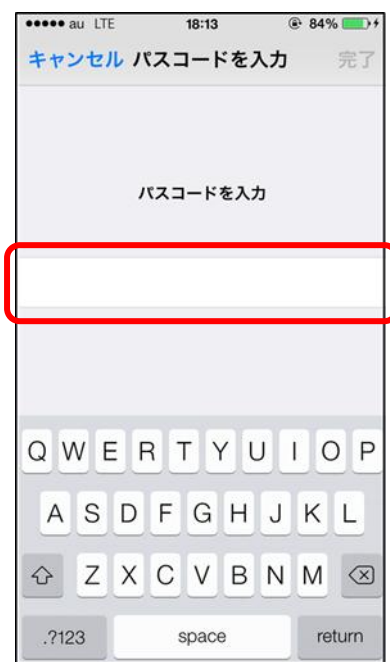 au LTE 18:13 84%
キャンセル パスコードを入力 完了
パスコードを入力
Q W E R T Y U I O P
A S D F G H J K L
Z X C V B N M
.?123 space return